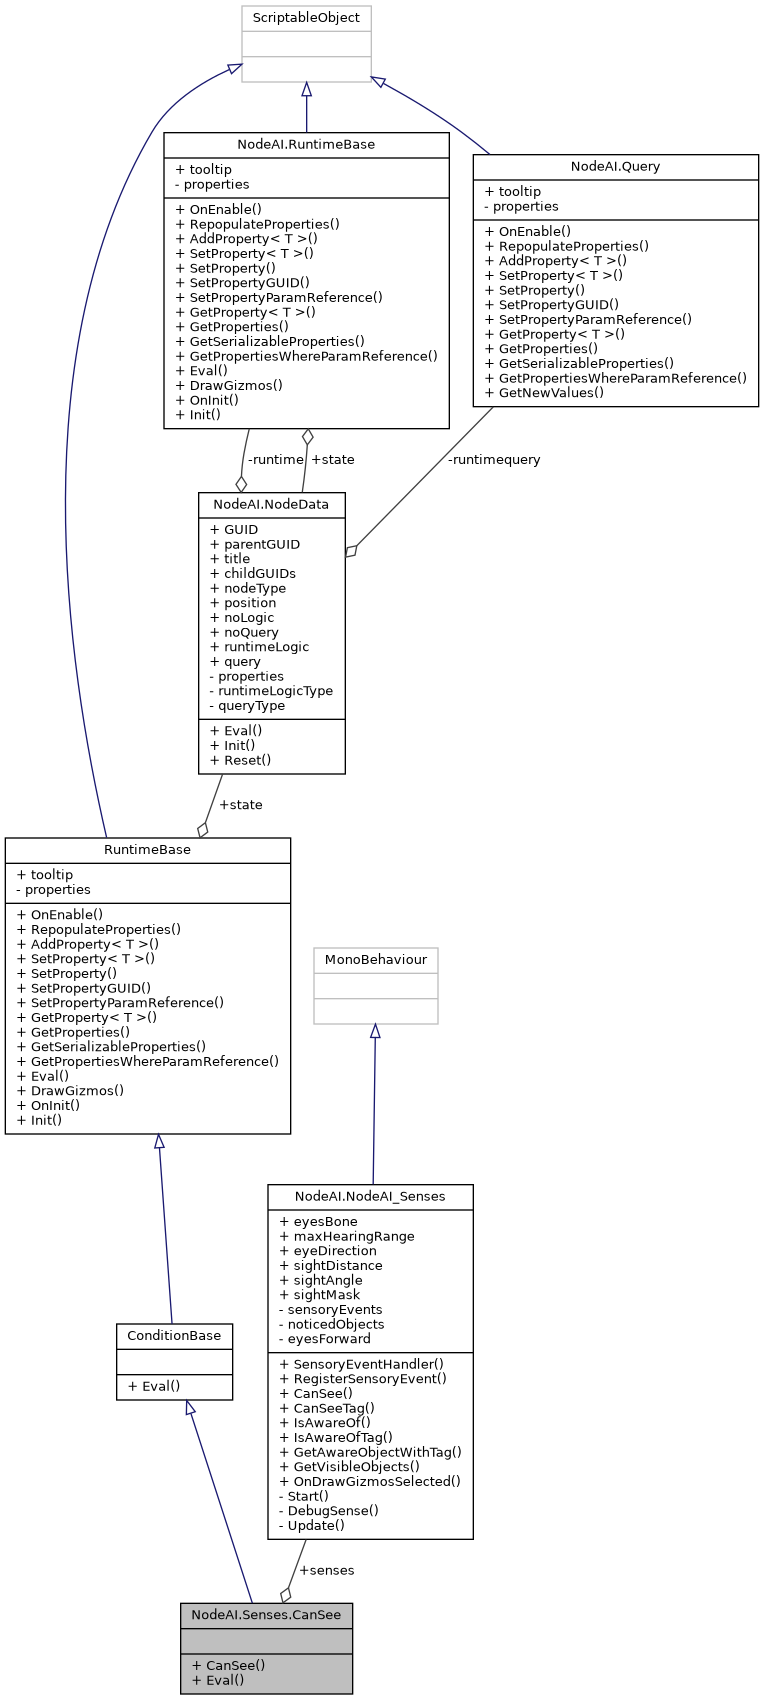 ScriptableObject
NodeAI.RuntimeBase
+ tooltip
- properties
+ OnEnable()
+ RepopulateProperties()
+ AddProperty< T >()
+ SetProperty< T >()
+ SetProperty()
+ SetPropertyGUID()
+ SetPropertyParamReference()
+ GetProperty< T >()
+ GetProperties()
+ GetSerializableProperties()
+ GetPropertiesWhereParamReference()
+ Eval()
+ DrawGizmos()
+ OnInit()
+ Init()
NodeAI.Query
+ tooltip
- properties
+ OnEnable()
+ RepopulateProperties()
+ AddProperty< T >()
+ SetProperty< T >()
+ SetProperty()
+ SetPropertyGUID()
+ SetPropertyParamReference()
+ GetProperty< T >()
+ GetProperties()
+ GetSerializableProperties()
+ GetPropertiesWhereParamReference()
+ GetNewValues()
-runtime
+state
-runtimequery
NodeAI.NodeData
+ GUID
+ parentGUID
+ title
+ childGUIDs
+ nodeType
+ position
+ noLogic
+ noQuery
+ runtimeLogic
+ query
- properties
- runtimeLogicType
- queryType
+ Eval()
+ Init()
+ Reset()
+state
RuntimeBase
+ tooltip
- properties
+ OnEnable()
+ RepopulateProperties()
+ AddProperty< T >()
+ SetProperty< T >()
+ SetProperty()
+ SetPropertyGUID()
+ SetPropertyParamReference()
+ GetProperty< T >()
+ GetProperties()
+ GetSerializableProperties()
+ GetPropertiesWhereParamReference()
+ Eval()
+ DrawGizmos()
+ OnInit()
+ Init()
MonoBehaviour
NodeAI.NodeAI_Senses
+ eyesBone
+ maxHearingRange
+ eyeDirection
+ sightDistance
+ sightAngle
+ sightMask
- sensoryEvents
- noticedObjects
- eyesForward
+ SensoryEventHandler()
+ RegisterSensoryEvent()
+ CanSee()
+ CanSeeTag()
+ IsAwareOf()
+ IsAwareOfTag()
+ GetAwareObjectWithTag()
+ GetVisibleObjects()
+ OnDrawGizmosSelected()
- Start()
- DebugSense()
- Update()
ConditionBase
+ Eval()
+senses
NodeAI.Senses.CanSee
+ CanSee()
+ Eval()